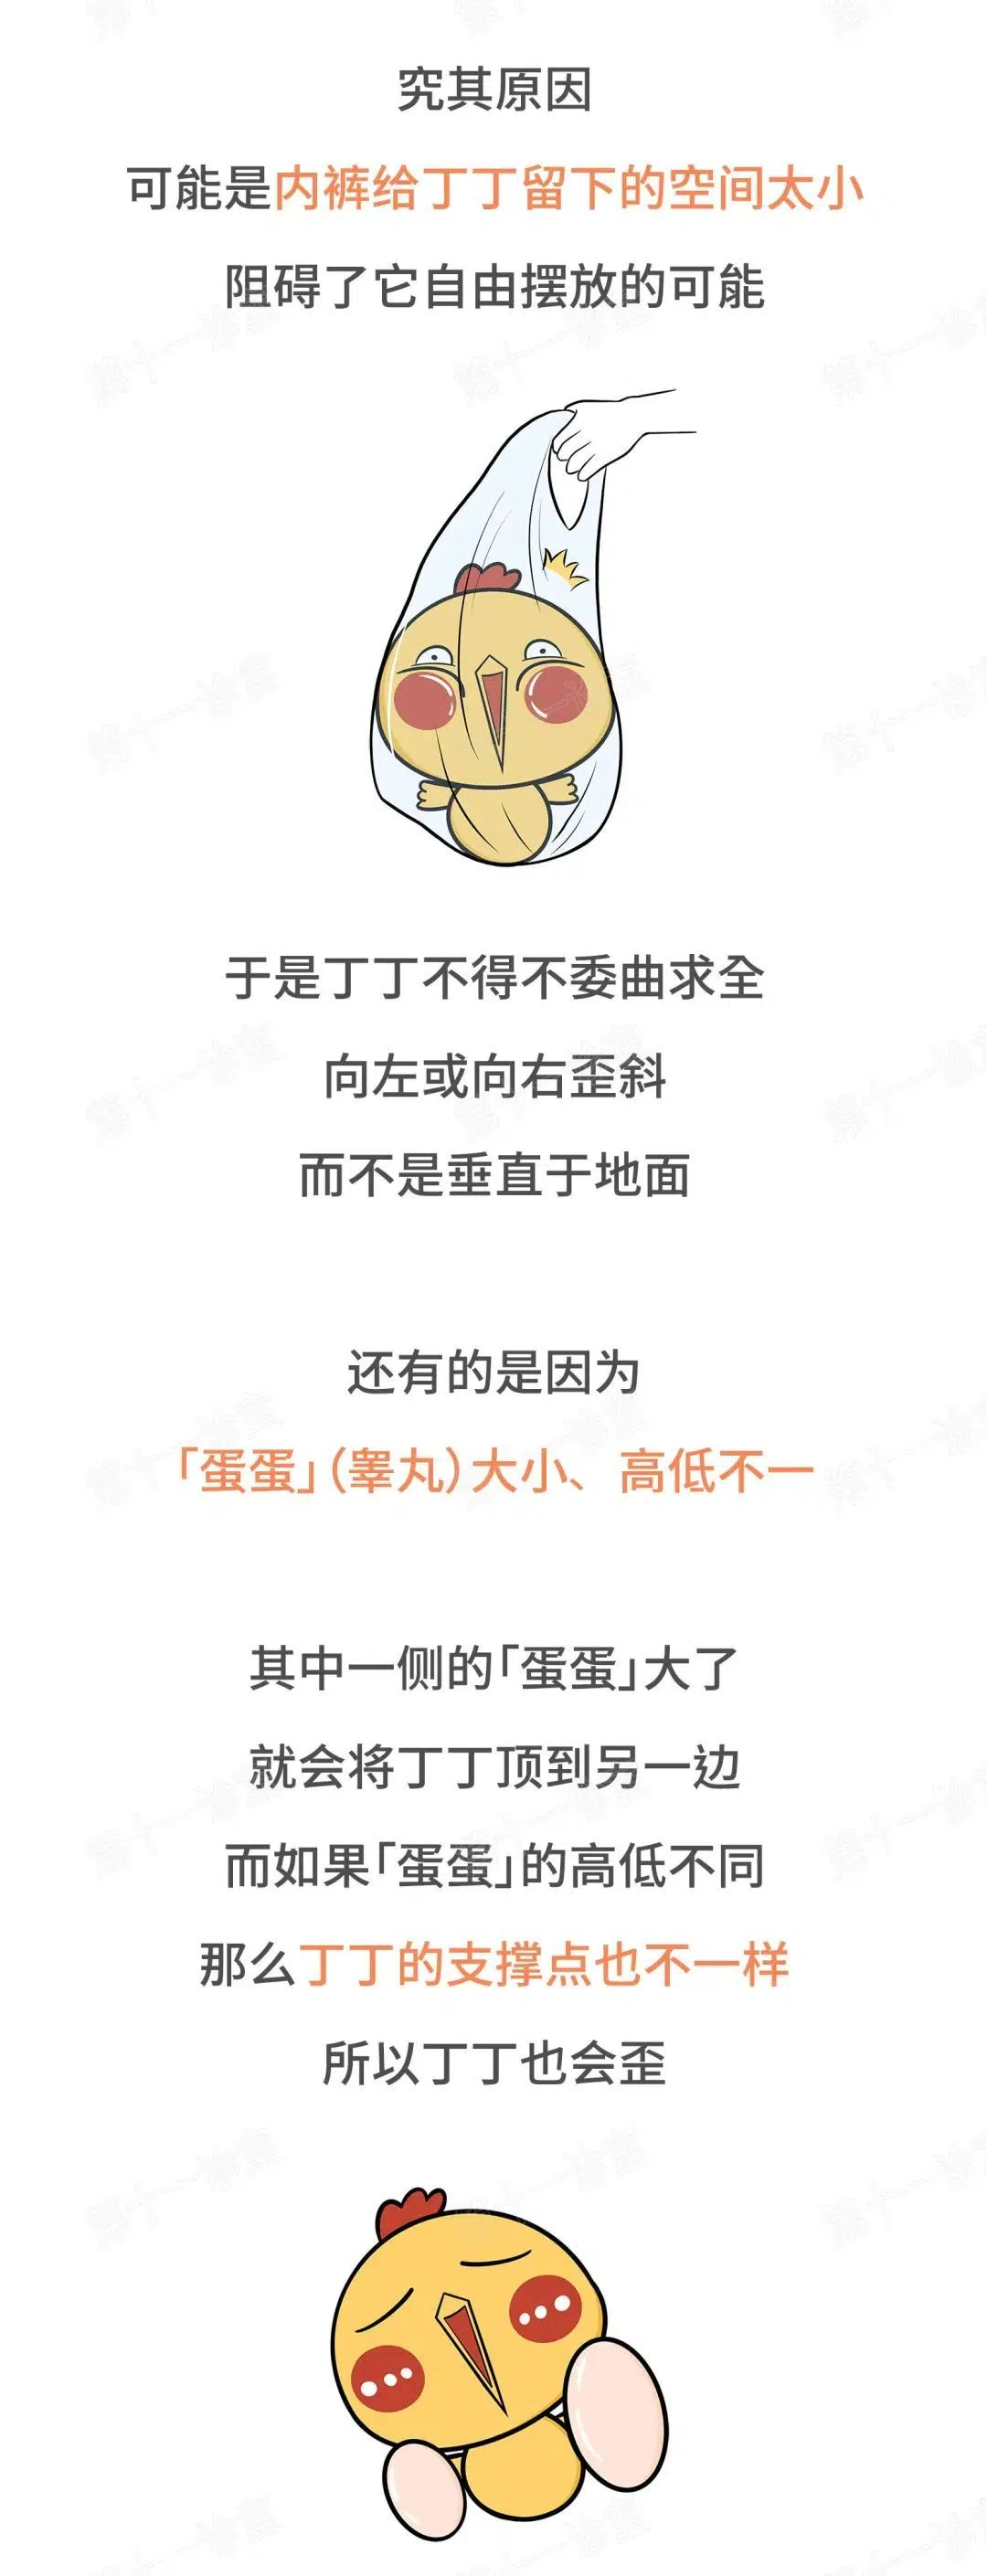 究其原因
可能是内裤给丁丁留下的空间太小
阻碍了它自由摆放的可能
于是丁丁不得不委曲求全
向左或向右歪斜
而不是垂直于地面
还有的是因为
「蛋蛋」（睾丸）大小、高低不一
其中一侧的「蛋蛋」大了
就会将丁丁顶到另一边
而如果「蛋蛋」的高低不同
那么丁丁的支撑点也不一样
所以丁丁也会歪